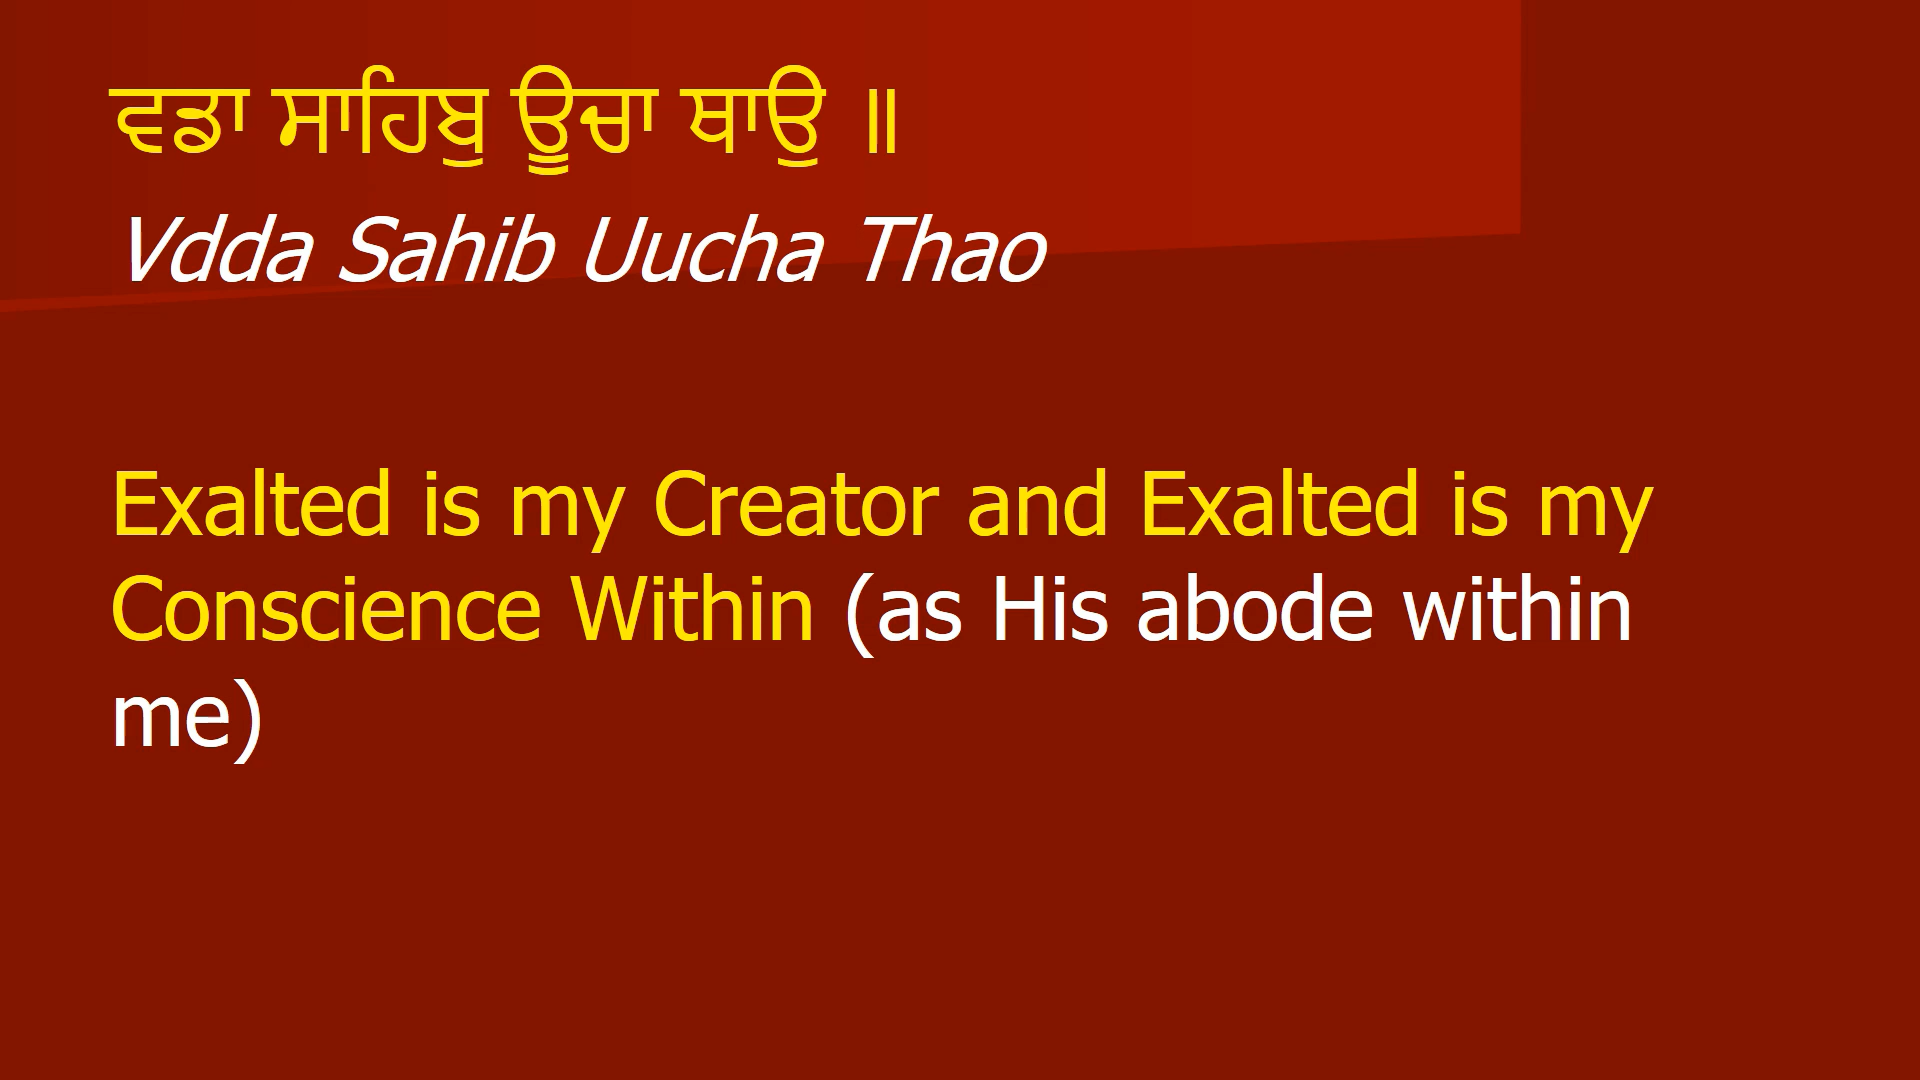 ਵਡਾ ਸਾਹਿਬੁ ਊਚਾ ਥਾਉ ॥
Vdda Sahib Uucha Thao
Exalted is my Creator and Exalted is my
Conscience Within (as His abode within
me)